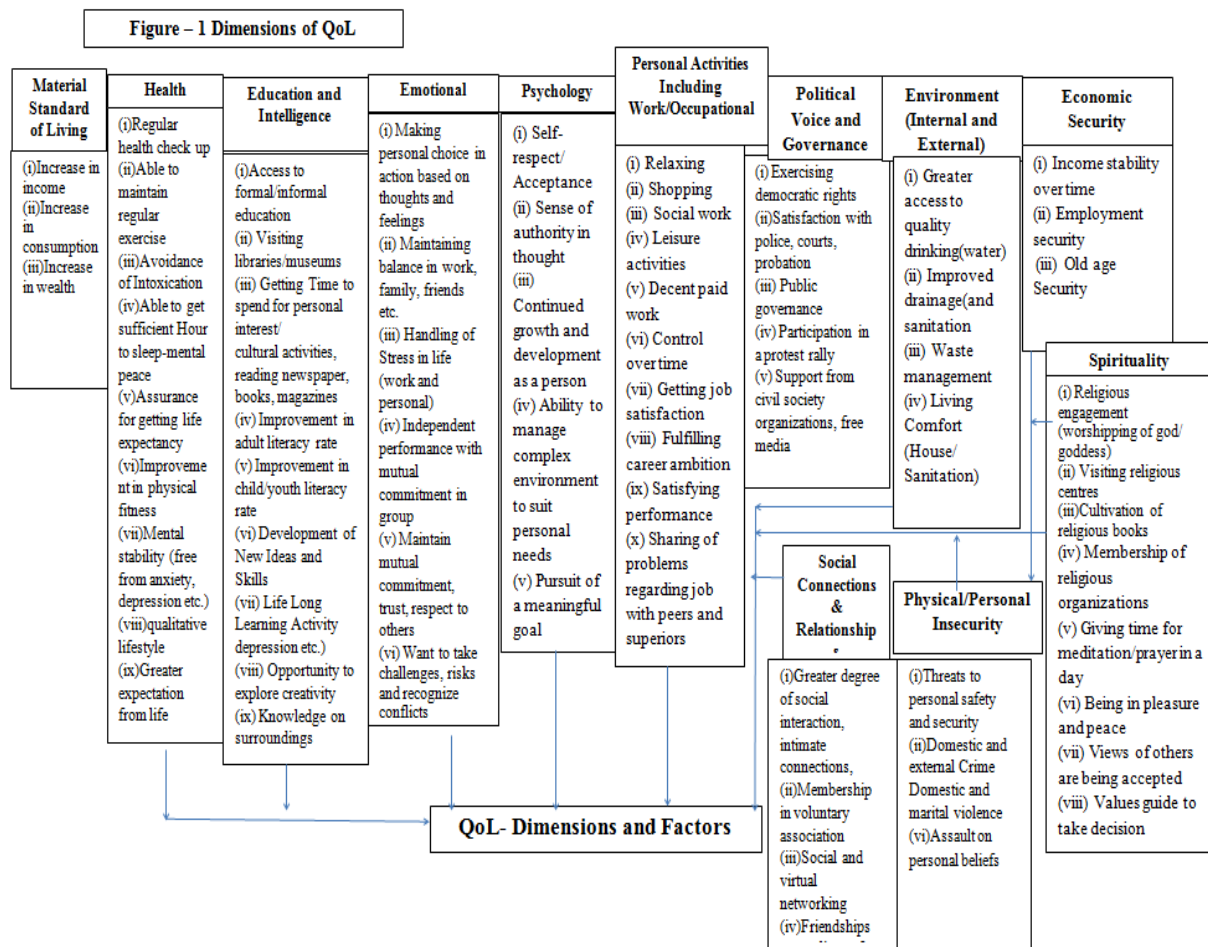 Figure – 1 Dimensions of QoL
Material
Standard
of Living
(i)Increase in
income
(ii)Increase
in
consumption
(iii)Increase
in wealth
Health
(i)Regular
health check up
(ii)Able to
maintain
regular
exercise
(iii)Avoidance
of Intoxication
(iv)Able to get
sufficient Hour
to sleep-mental
peace
(v)Assurance
for getting life
expectancy
(vi)Improveme
nt in physical
fitness
(vii)Mental
stability (free
from anxiety,
depression etc.)
(viii)qualitative
lifestyle
(ix)Greater
expectation
from life
Education and
Intelligence
(i)Access to
formal/informal
education
(ii) Visiting
libraries/museums
(iii) Getting Time to
spend for personal
interest/
cultural activities,
reading newspaper,
books, magazines
(iv) Improvement in
adult literacy rate
(v) Improvement in
child/youth literacy
rate
(vi) Development of
New Ideas and
Skills
(vii) Life Long
Learning Activity
depression etc.)
(viii) Opportunity to
explore creativity
(ix) Knowledge on
surroundings
Emotional
(i) Making
personal choice in
action based on
thoughts and
feelings
(ii) Maintaining
balance in work,
family, friends
etc.
(iii) Handling of
Stress in life
(work and
personal)
(iv) Independent
performance with
mutual
commitment in
group
(v) Maintain
mutual
commitment,
trust, respect to
others
(vi) Want to take
challenges, risks
and recognize
conflicts
Psychology
(i) Self-
respect/
Acceptance
(ii) Sense of
authority in
thought
(iii)
Continued
growth and
development
as a person
(iv) Ability to
manage
complex
environment
to suit
personal
needs
(v) Pursuit of
a meaningful
goal
Personal Activities
Including
Work/Occupational
(i) Relaxing
(ii) Shopping
(iii) Social work
(iv) Leisure
activities
(v) Decent paid
work
(vi) Control
over time
(vii) Getting job
satisfaction
(viii) Fulfilling
career ambition
(ix) Satisfying
performance
(x) Sharing of
problems
regarding job
with peers and
superiors
Political
Voice and
Governance
(i) Exercising
democratic rights
(ii)Satisfaction with
police, courts,
probation
(iii) Public
governance
(iv) Participation in
a protest rally
(v) Support from
civil society
organizations, free
media
Environment
(Internal and
External)
(i) Greater
access to
quality
drinking(water)
(ii) Improved
drainage(and
sanitation
(iii) Waste
management
(iv) Living
Comfort
(House/
Sanitation)
Economic
Security
(i) Income stability
over time
(ii) Employment
security
(iii) Old age
Security
Spirituality
(i) Religious
engagement
(worshipping of god/
goddess)
(ii) Visiting religious
centres
(iii)Cultivation of
religious books
(iv) Membership of
religious
organizations
(v) Giving time for
meditation/prayer in a
day
(vi) Being in pleasure
and peace
(vii) Views of others
are being accepted
(viii) Values guide to
take decision
Social
Connections
&
Relationship
(i)Greater degree
of social
interaction,
intimate
connections,
(ii)Membership
in voluntary
association
(iii)Social and
virtual
networking
(iv)Friendships
Physical/Personal
Insecurity
(i)Threats to
personal safety
and security
(ii)Domestic and
external Crime
Domestic and
marital violence
(vi)Assault on
personal beliefs
QoL- Dimensions and Factors